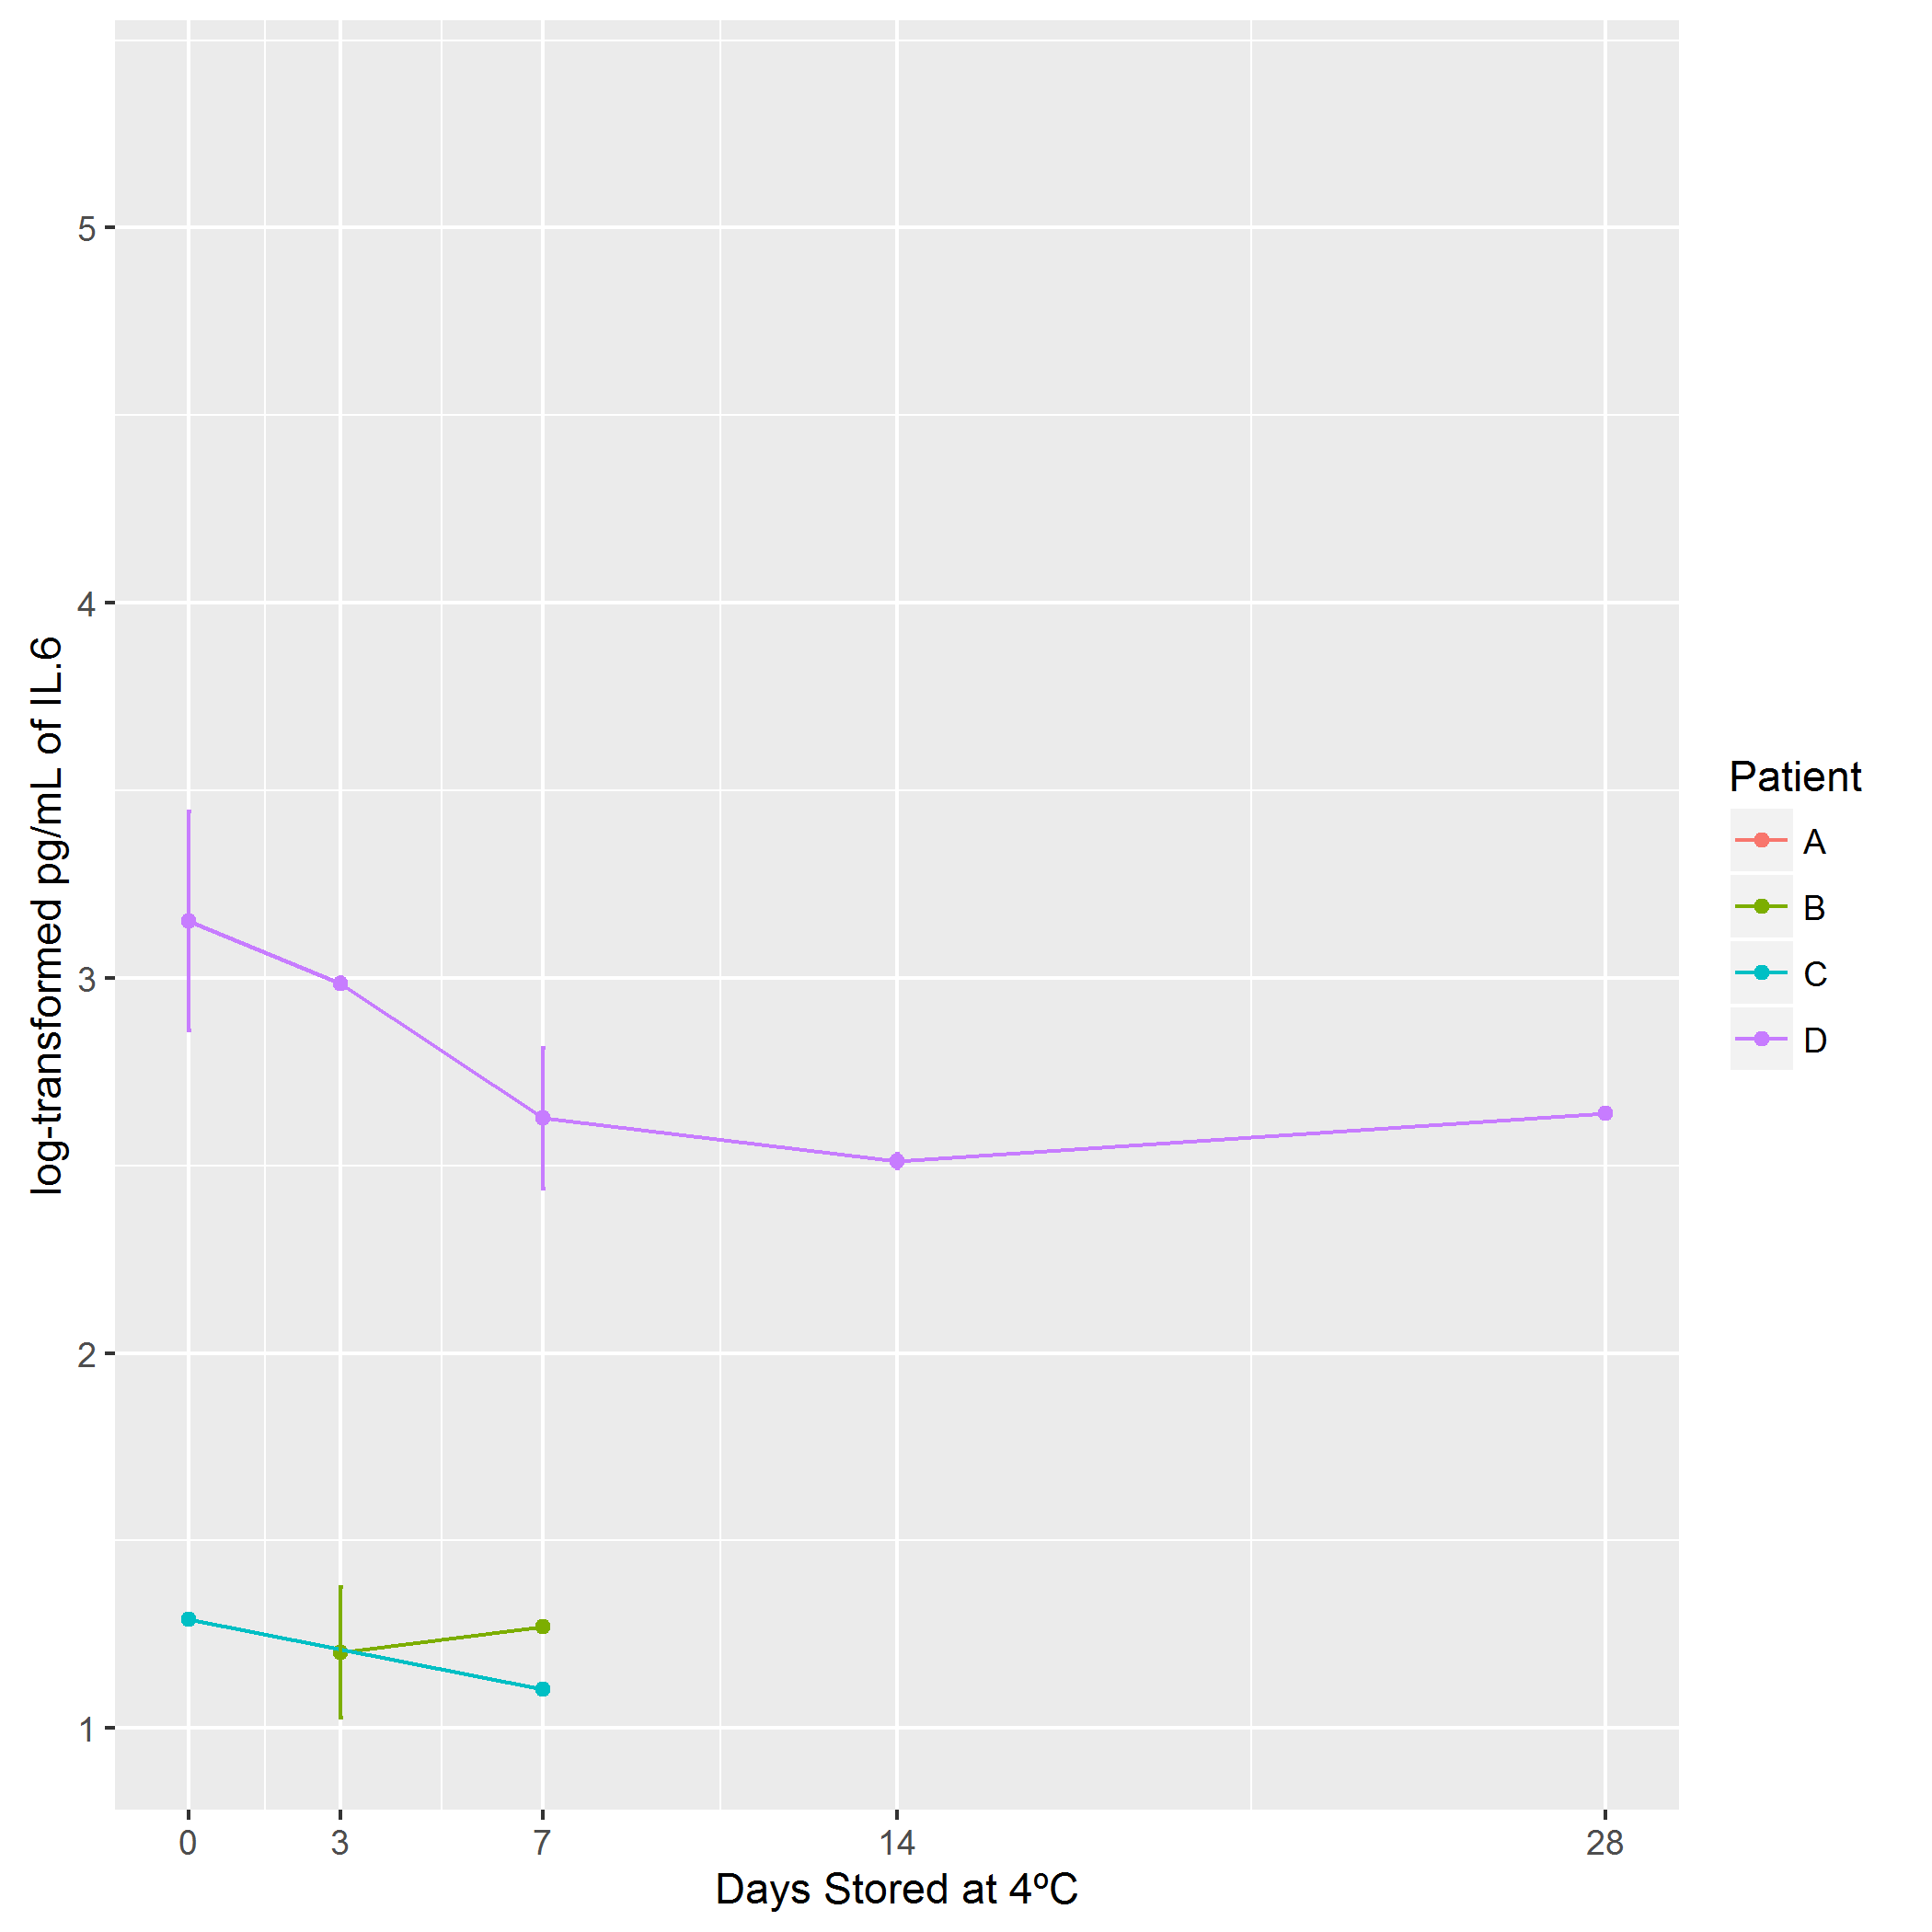 log-transformed pg/mL of IL.6
5
4
3
2
1
0 3 7 14 28
Days Stored at 4ºC
Patient
A
B
C
D